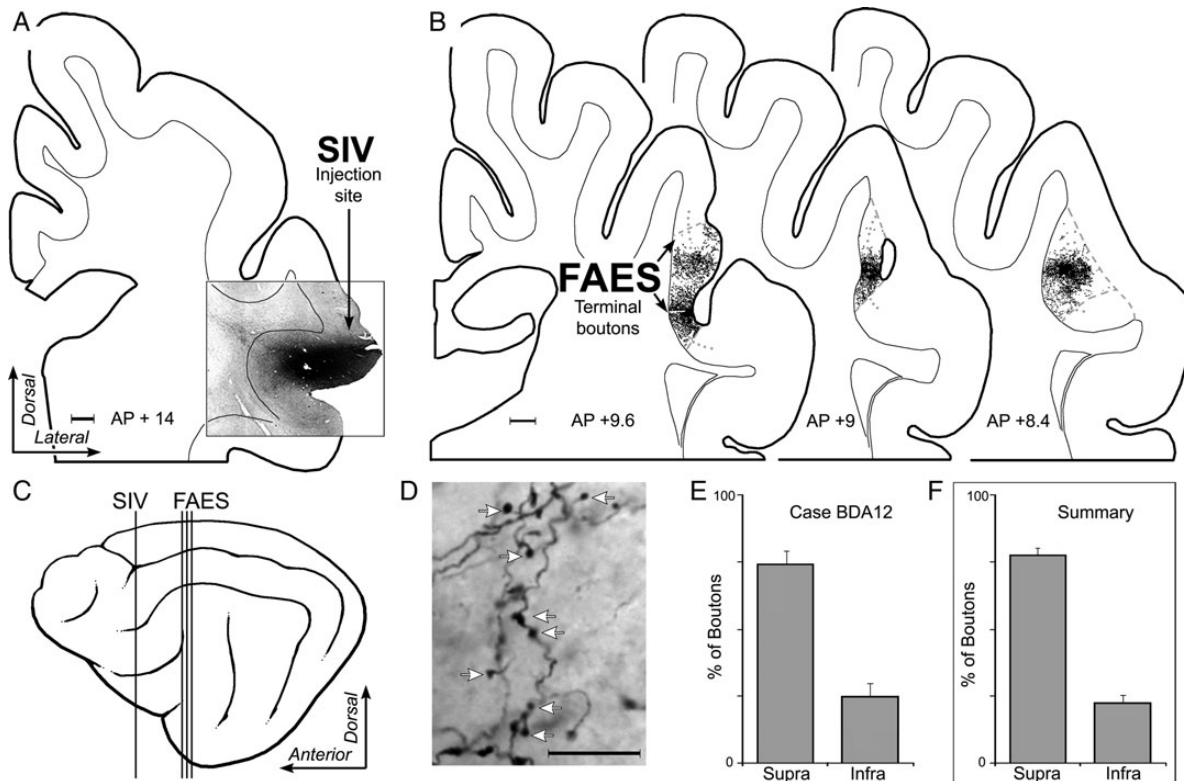 A
SIV
Injection
site
Dorsal
Lateral
AP + 14
B
FAES
Terminal
boutons
AP +9.6
AP +9
AP +8.4
C
SIV FAES
Dorsal
Anterior
D
E
100
Case BDA12
% of Boutons
0
Supra Infra
F
100
Summary
% of Boutons
0
Supra Infra